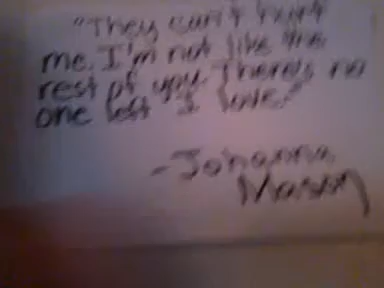 "They can't hurt
me. I'm not like the
rest of you. There's no
one left I love."
-Johanna
Mason